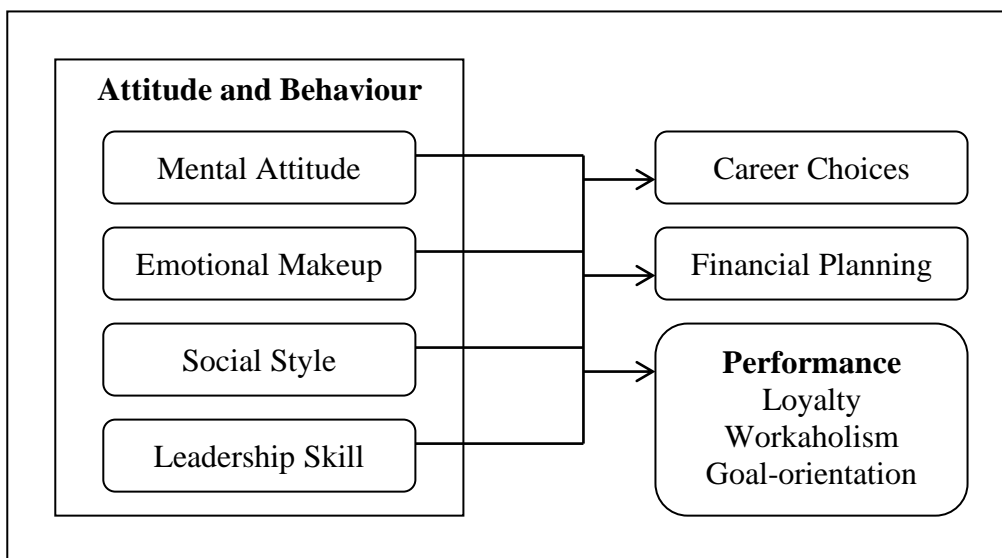 Attitude and Behaviour
Mental Attitude
Emotional Makeup
Social Style
Leadership Skill
Career Choices
Financial Planning
Performance
Loyalty
Workaholism
Goal-orientation